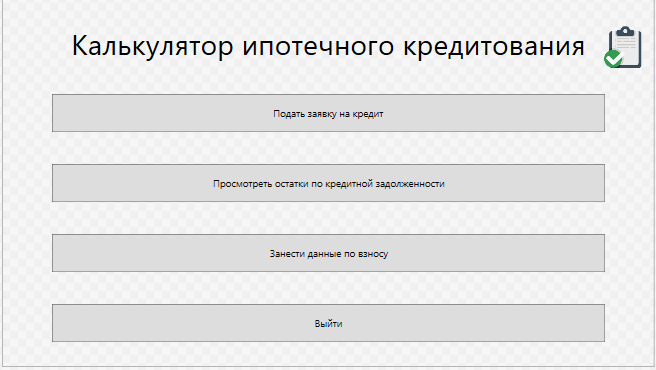 Калькулятор ипотечного кредитования
Подать заявку на кредит
Просмотреть остатки по кредитной задолженности
Занести данные по взносу
Выйти